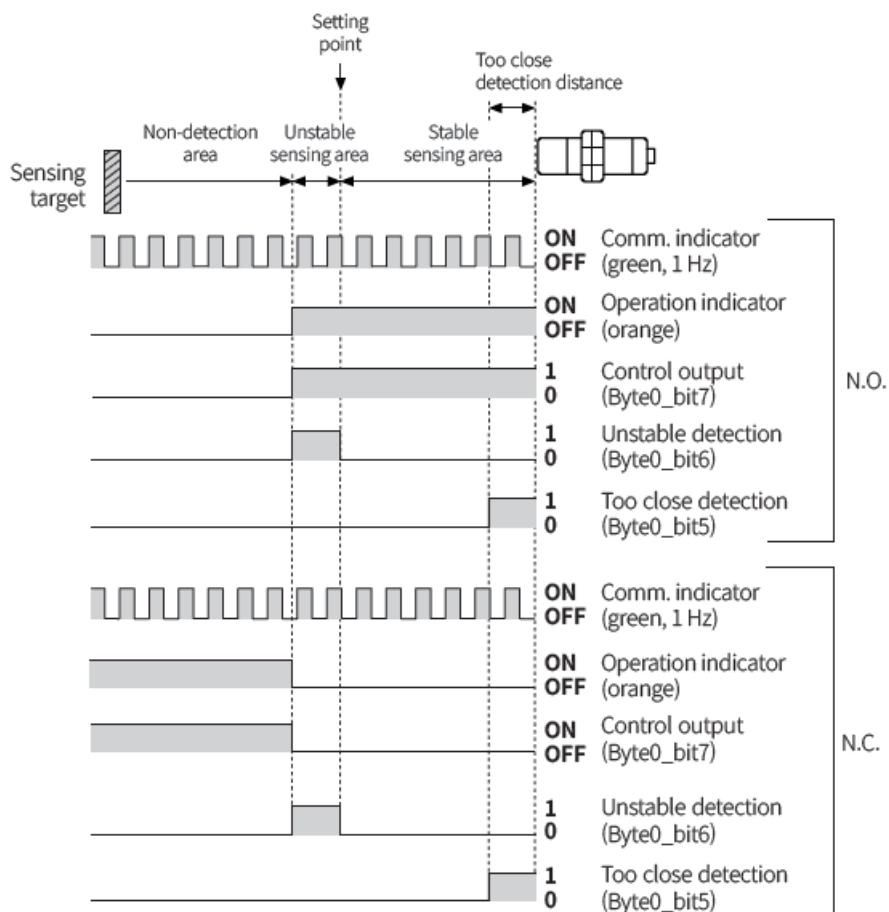 Setting
point
Too close
detection distance
Non-detection
area
Unstable
sensing area
Stable
sensing area
Sensing
target
ON
OFF
Comm. indicator
(green, 1 Hz)
ON
OFF
Operation indicator
(orange)
1
0
Control output
(Byte0_bit7)
N.O.
1
0
Unstable detection
(Byte0_bit6)
1
0
Too close detection
(Byte0_bit5)
ON
OFF
Comm. indicator
(green, 1 Hz)
ON
OFF
Operation indicator
(orange)
ON
OFF
Control output
(Byte0_bit7)
N.C.
1
0
Unstable detection
(Byte0_bit6)
1
0
Too close detection
(Byte0_bit5)